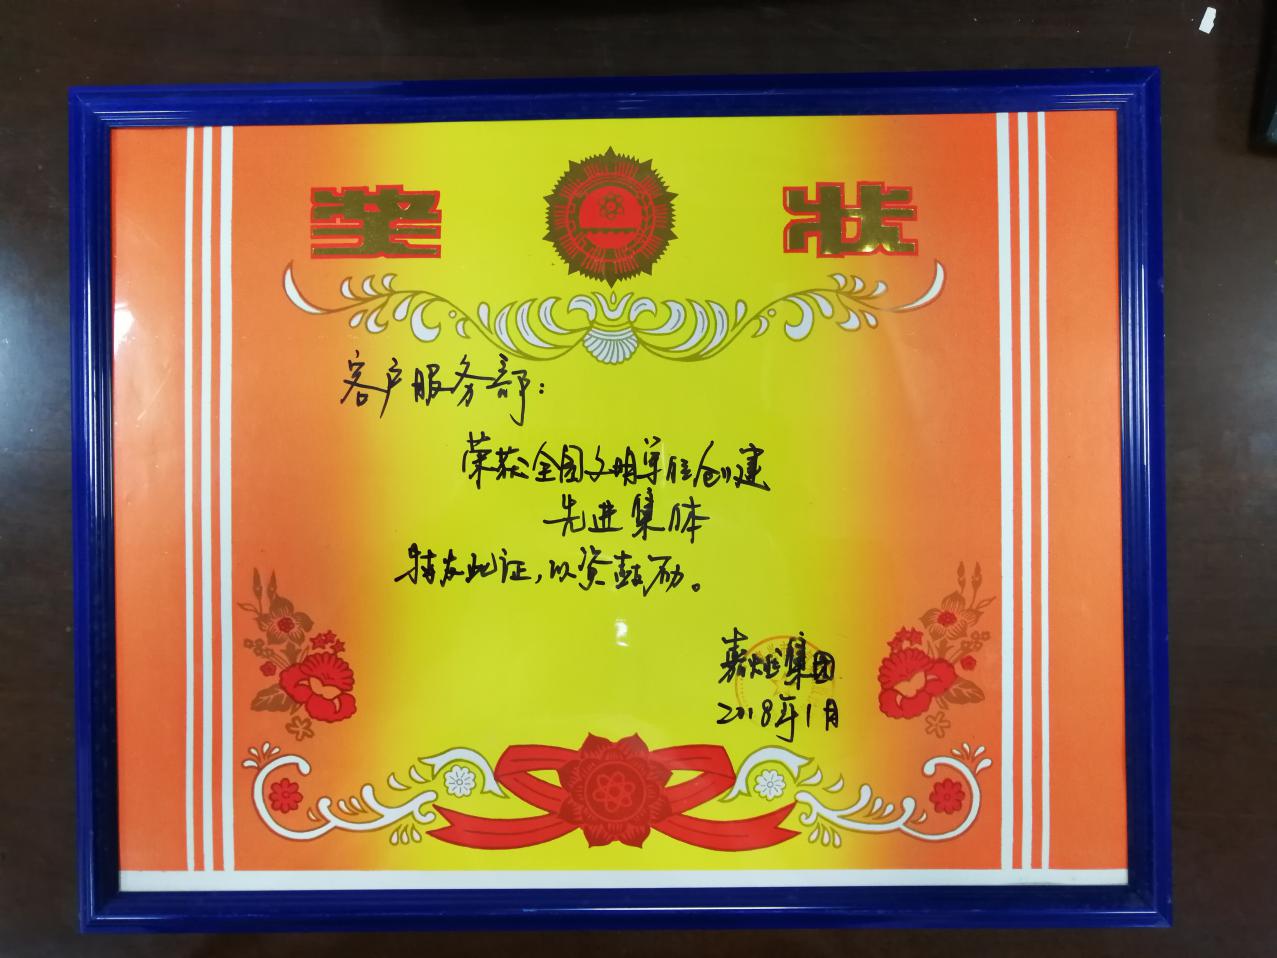 奖状
客户服务部：
荣获全国文明单位创建
先进集体
特发此证，以资鼓励。
嘉烜集团
2018年1月